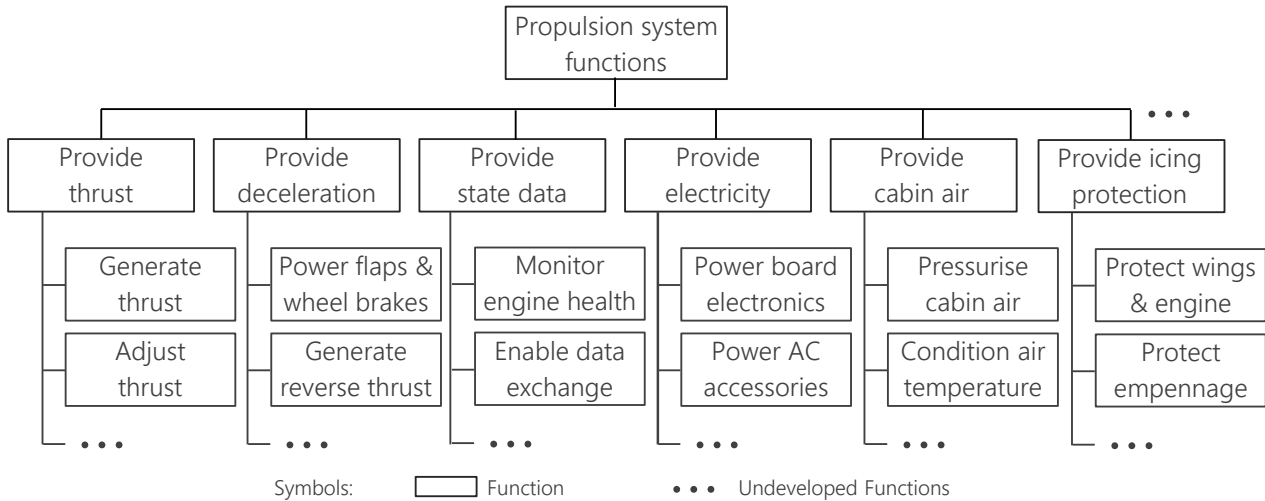 Propulsion system
functions
• • •
Provide
thrust
Provide
deceleration
Provide
state data
Provide
electricity
Provide
cabin air
Provide icing
protection
Generate
thrust
Power flaps &
wheel brakes
Monitor
engine health
Power board
electronics
Pressurise
cabin air
Protect wings
& engine
Adjust
thrust
Generate
reverse thrust
Enable data
exchange
Power AC
accessories
Condition air
temperature
Protect
empennage
• • •
• • •
• • •
• • •
• • •
• • •
Symbols:
Function
• • • Undeveloped Functions